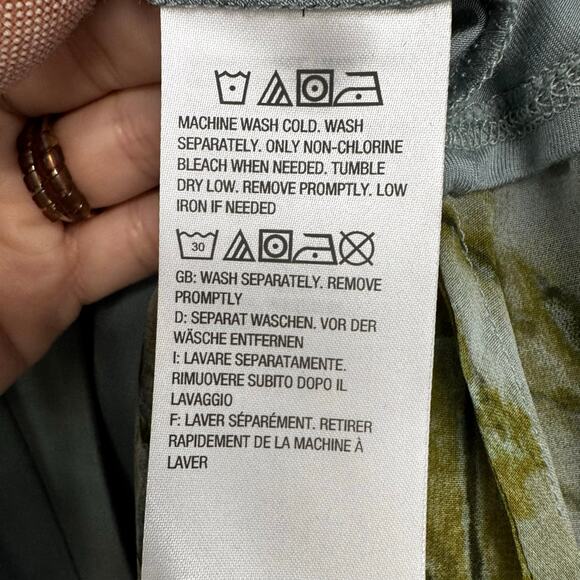 MACHINE WASH COLD. WASH
SEPARATELY. ONLY NON-CHLORINE
BLEACH WHEN NEEDED. TUMBLE
DRY LOW. REMOVE PROMPTLY. LOW
IRON IF NEEDED
30
GB: WASH SEPARATELY. REMOVE
PROMPTLY
D: SEPARAT WASCHEN. VOR DER
WÄSCHE ENTFERNEN
I: LAVARE SEPARATAMENTE.
RIMUOVERE SUBITO DOPO IL
LAVAGGIO
F: LAVER SÉPARÉMENT. RETIRER
RAPIDEMENT DE LA MACHINE À
LAVER